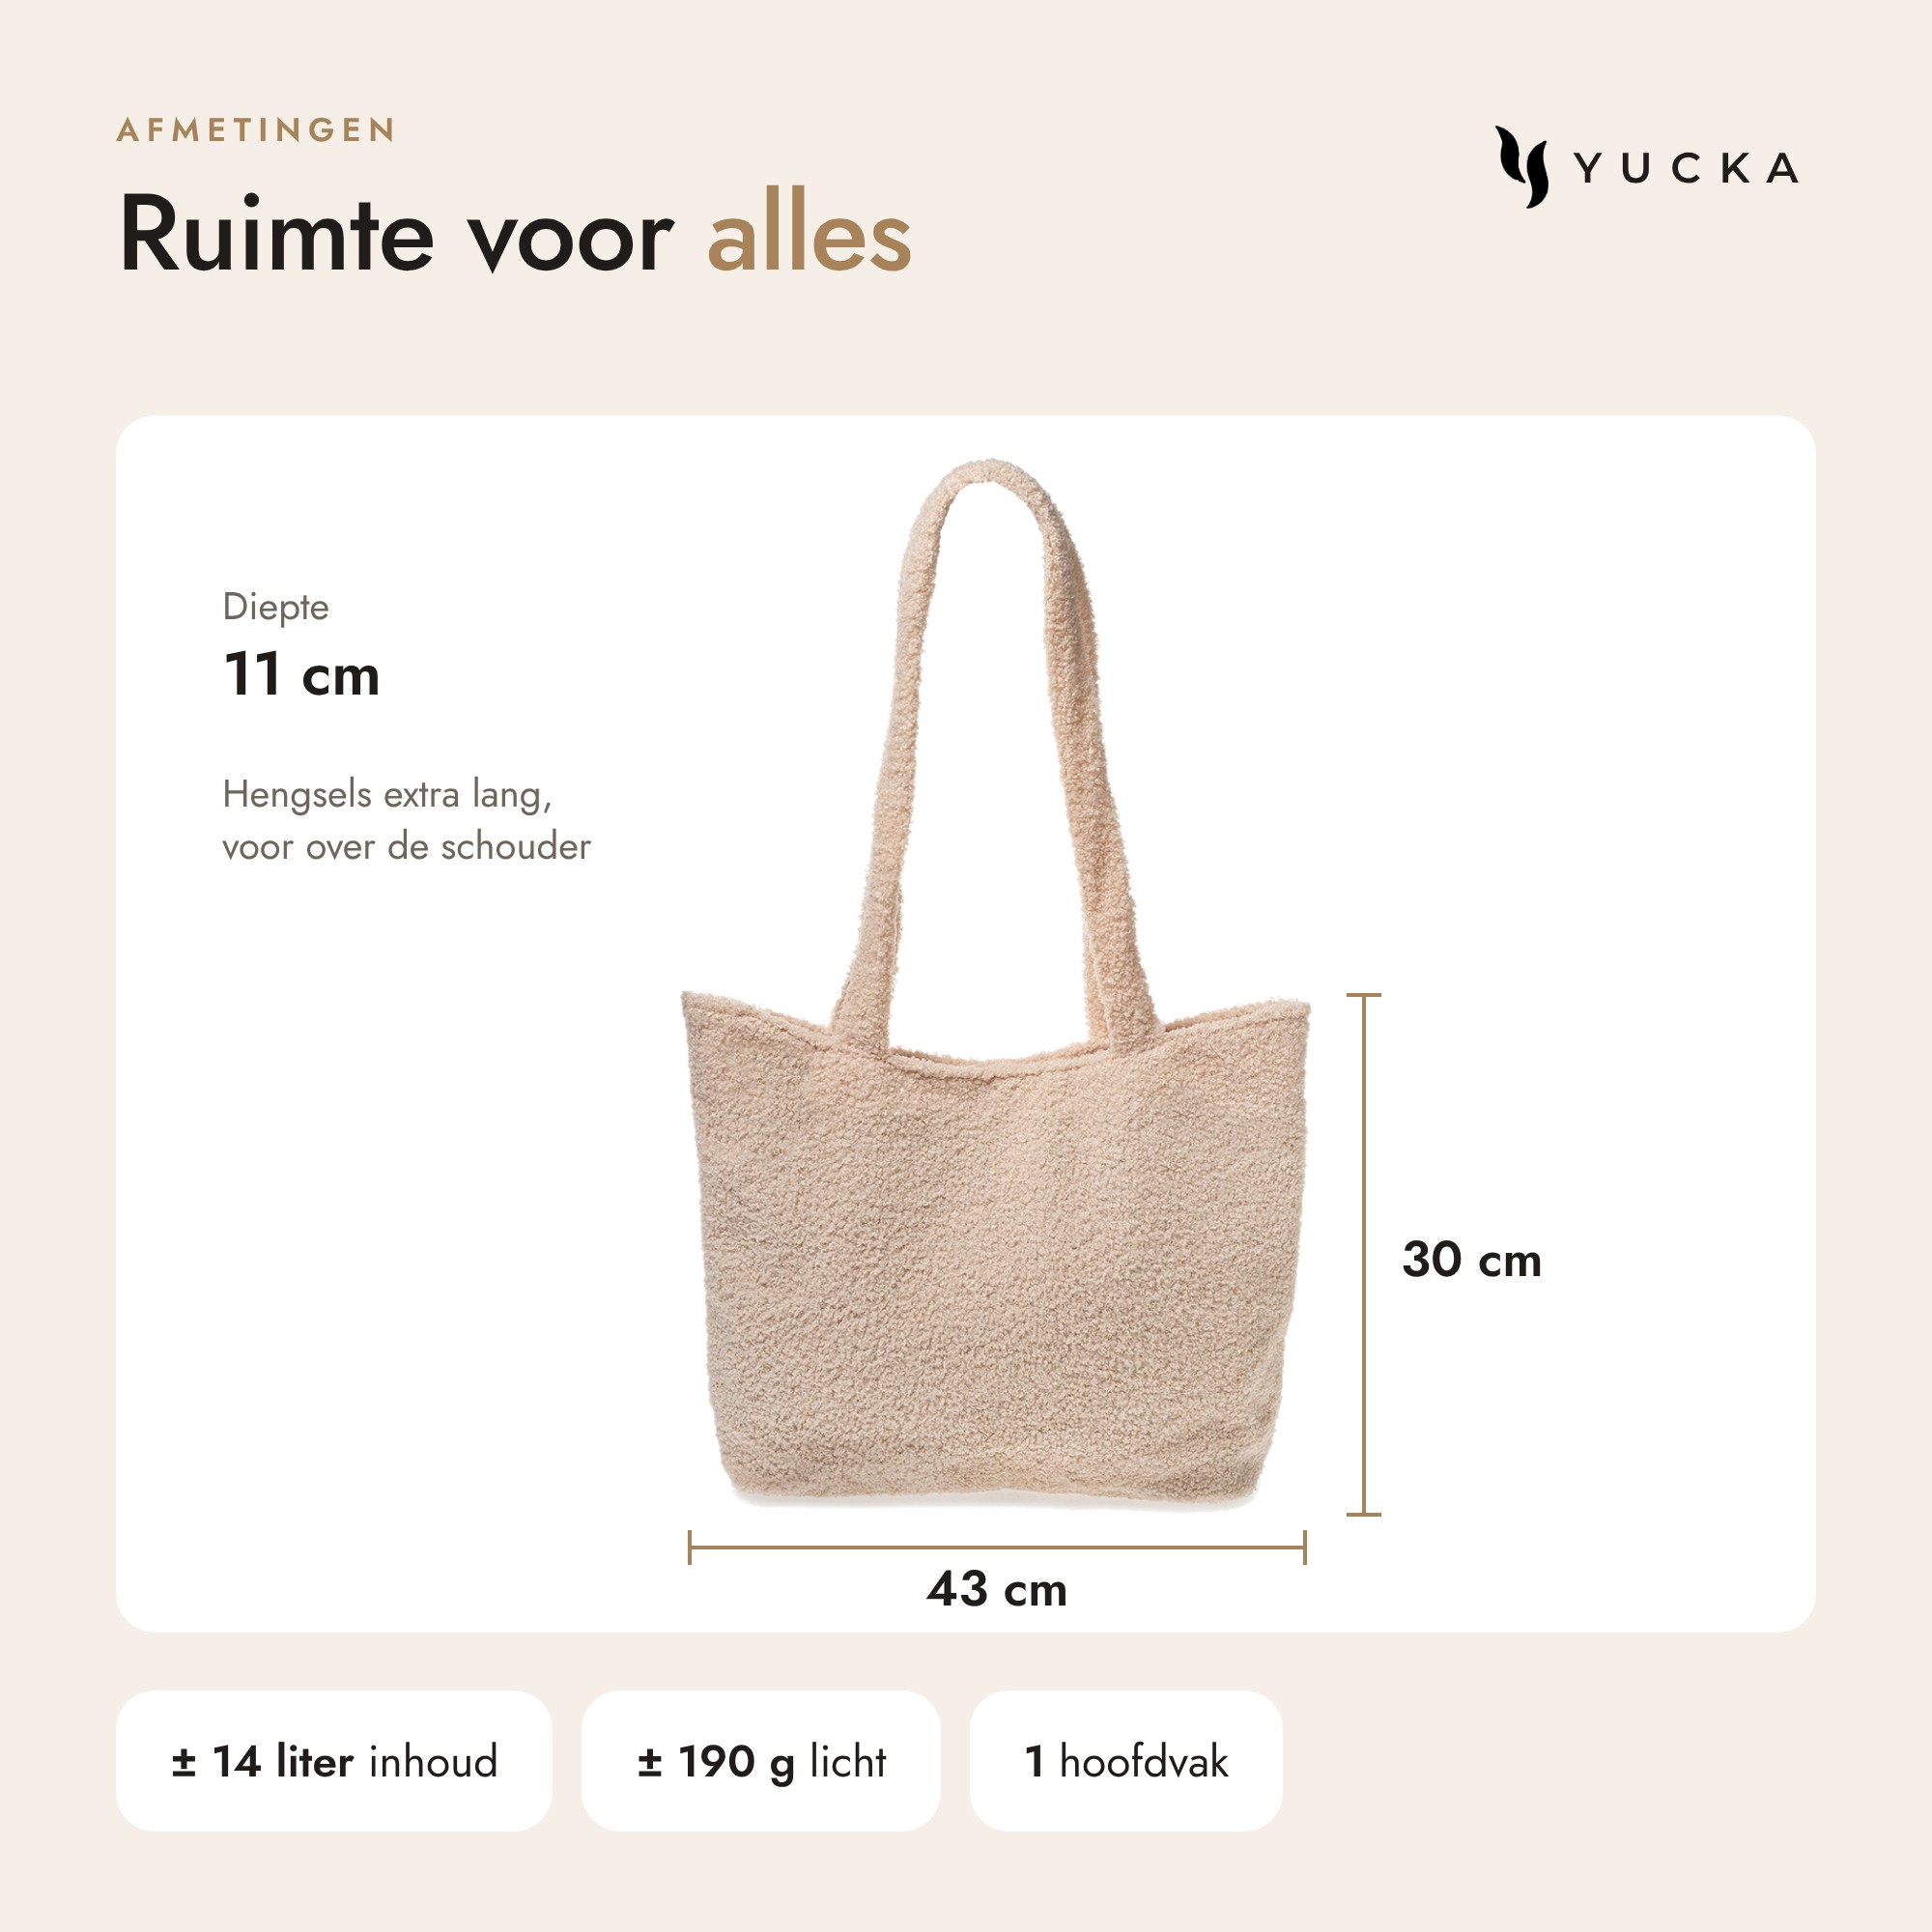 AFMETINGEN
Ruimte voor alles
YUCKA
Diepte
11 cm
Hengsels extra lang,
voor over de schouder
30 cm
43 cm
± 14 liter inhoud
± 190 g licht
1 hoofdvak